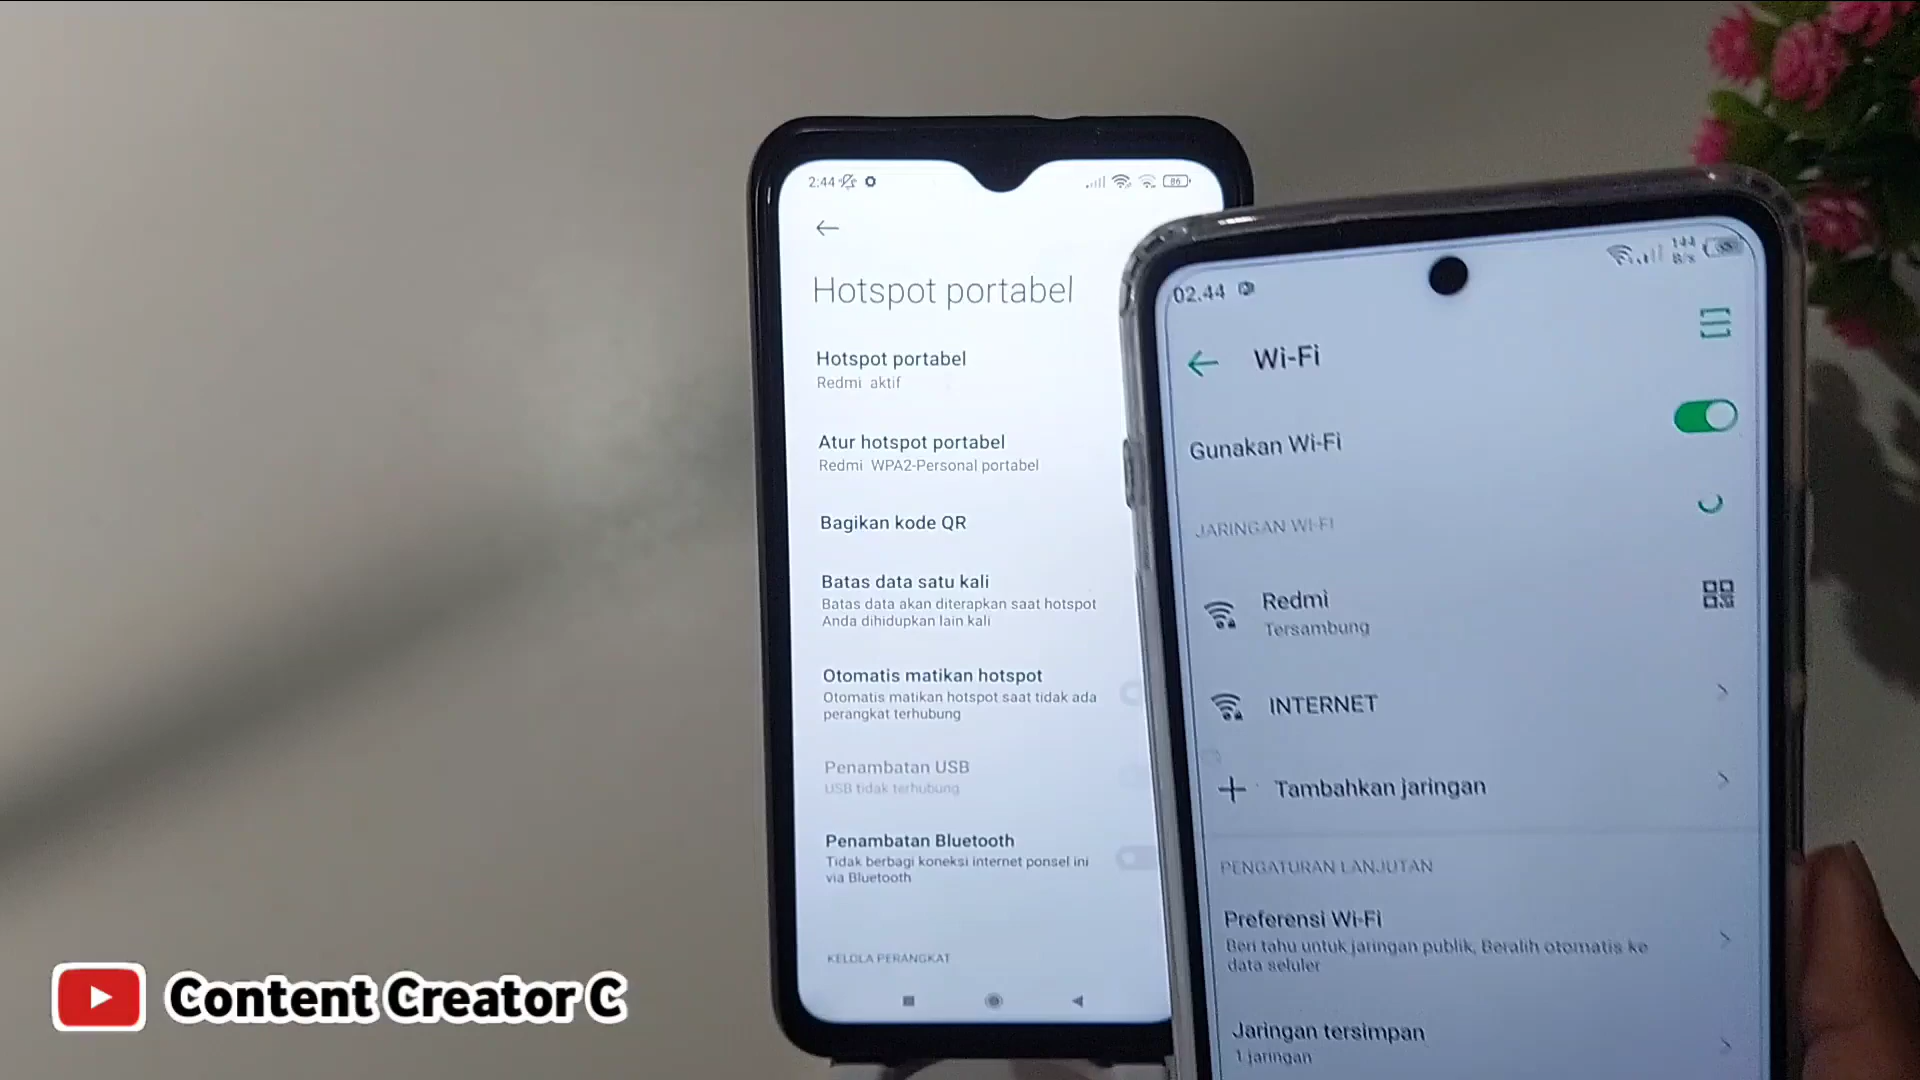 2:44
86
Hotspot portabel
Hotspot portabel
Redmi aktif
Atur hotspot portabel
Redmi WPA2-Personal portabel
Bagikan kode QR
Batas data satu kali
Batas data akan diterapkan saat hotspot
Anda dihidupkan lain kali
Otomatis matikan hotspot
Otomatis matikan hotspot saat tidak ada
perangkat terhubung
Penambatan USB
USB tidak terhubung
Penambatan Bluetooth
Tidak berbagi koneksi internet ponsel ini
via Bluetooth
KELOLA PERANGKAT
02.44
144
B/s
Wi-Fi
Gunakan Wi-Fi
JARINGAN WI-FI
Redmi
Tersambung
INTERNET
Tambahkan jaringan
PENGATURAN LANJUTAN
Preferensi Wi-Fi
Beri tahu untuk jaringan publik, Beralih otomatis ke
data seluler
Jaringan tersimpan
1 jaringan
Content Creator C